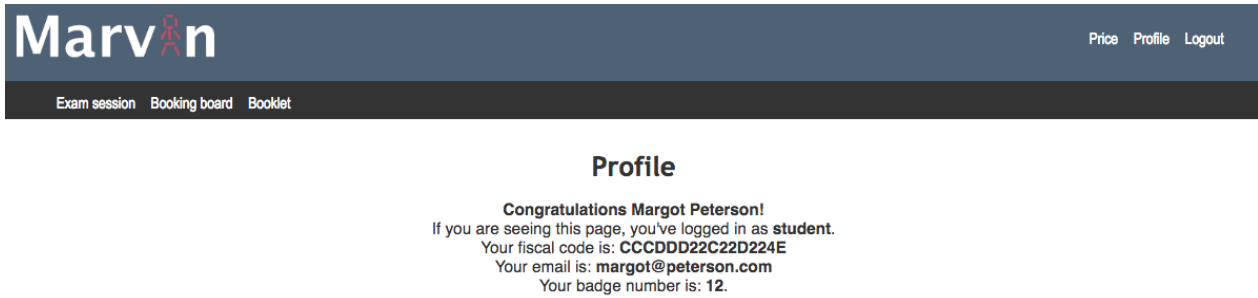 Marvin
Price Profile Logout
Exam session Booking board Booklet
Profile
Congratulations Margot Peterson!
If you are seeing this page, you've logged in as student.
Your fiscal code is: CCCDDD22C22D224E
Your email is: margot@peterson.com
Your badge number is: 12.